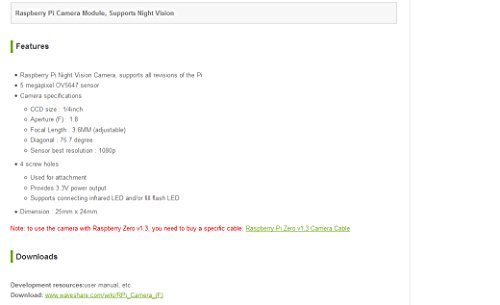 Raspberry Pi Camera Module, Supports Night Vision
Features
Raspberry Pi Night Vision Camera, supports all revisions of the Pi
5 megapixel OV5647 sensor
Camera specifications
CCD size : 1/4inch
Aperture (F) : 1.8
Focal Length : 3.6MM (adjustable)
Diagonal : 75.7 degree
Sensor best resolution : 1080p
4 screw holes
Used for attachment
Provides 3.3V power output
Supports connecting infrared LED and/or fill flash LED
Dimension : 25mm x 24mm
Note: to use the camera with Raspberry Zero v1.3, you need to buy a specific cable: Raspberry Pi Zero v1.3 Camera Cable
Downloads
Development resources:user manual, etc.
Download: www.waveshare.com/wiki/RPi_Camera_(F)